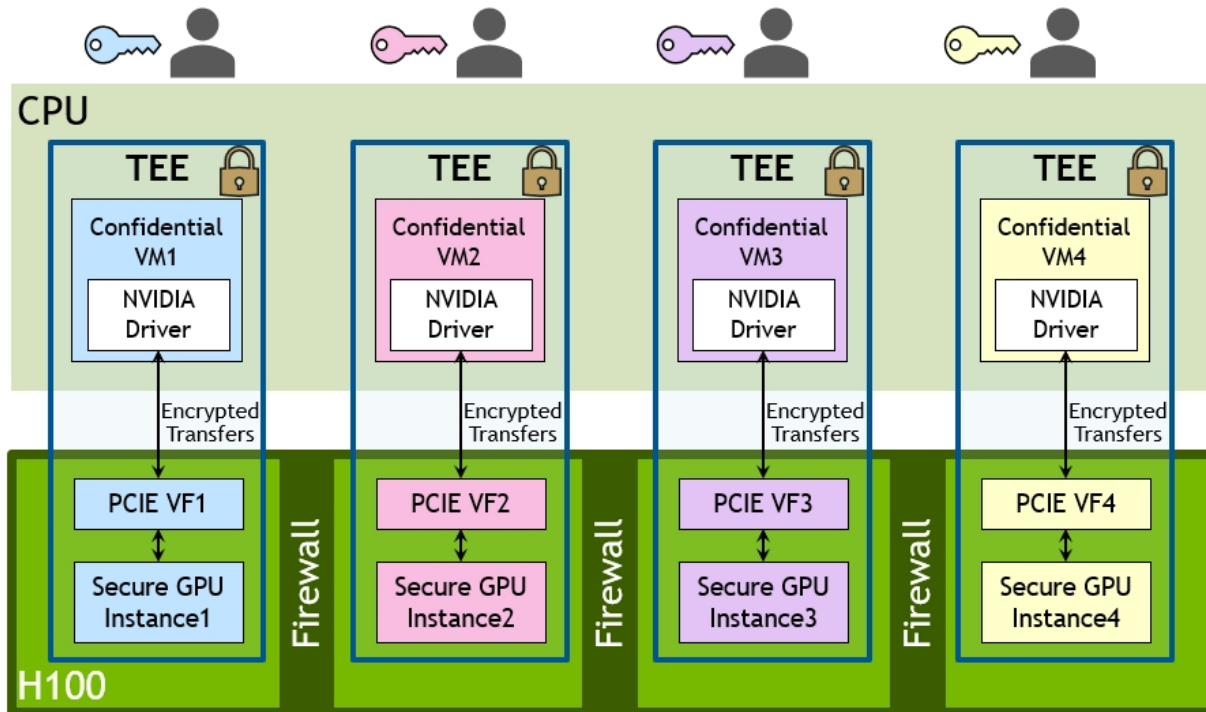 CPU
TEE
Confidential
VM1
NVIDIA
Driver
Encrypted
Transfers
PCIE VF1
Secure GPU
Instance1
TEE
Confidential
VM2
NVIDIA
Driver
Encrypted
Transfers
PCIE VF2
Secure GPU
Instance2
TEE
Confidential
VM3
NVIDIA
Driver
Encrypted
Transfers
PCIE VF3
Secure GPU
Instance3
TEE
Confidential
VM4
NVIDIA
Driver
Encrypted
Transfers
PCIE VF4
Secure GPU
Instance4
Firewall
Firewall
Firewall
H100